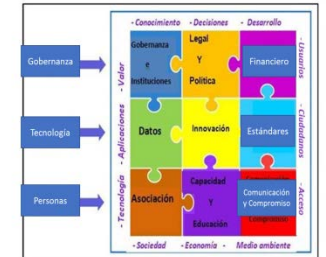 - Conocimiento - Decisiones - Desarrollo
Gobernanza
Tecnología
Personas
- Valor
- Aplicaciones
- Tecnología
Gobernanza
e
Instituciones
Legal
Y
Política
Financiero
Datos
Innovación
Estándares
Asociación
Capacidad
Y
Educación
Comunicación
y Compromiso
Compromiso
- Usuarios
- Ciudadanos
- Acceso
- Sociedad - Economía - Medio ambiente